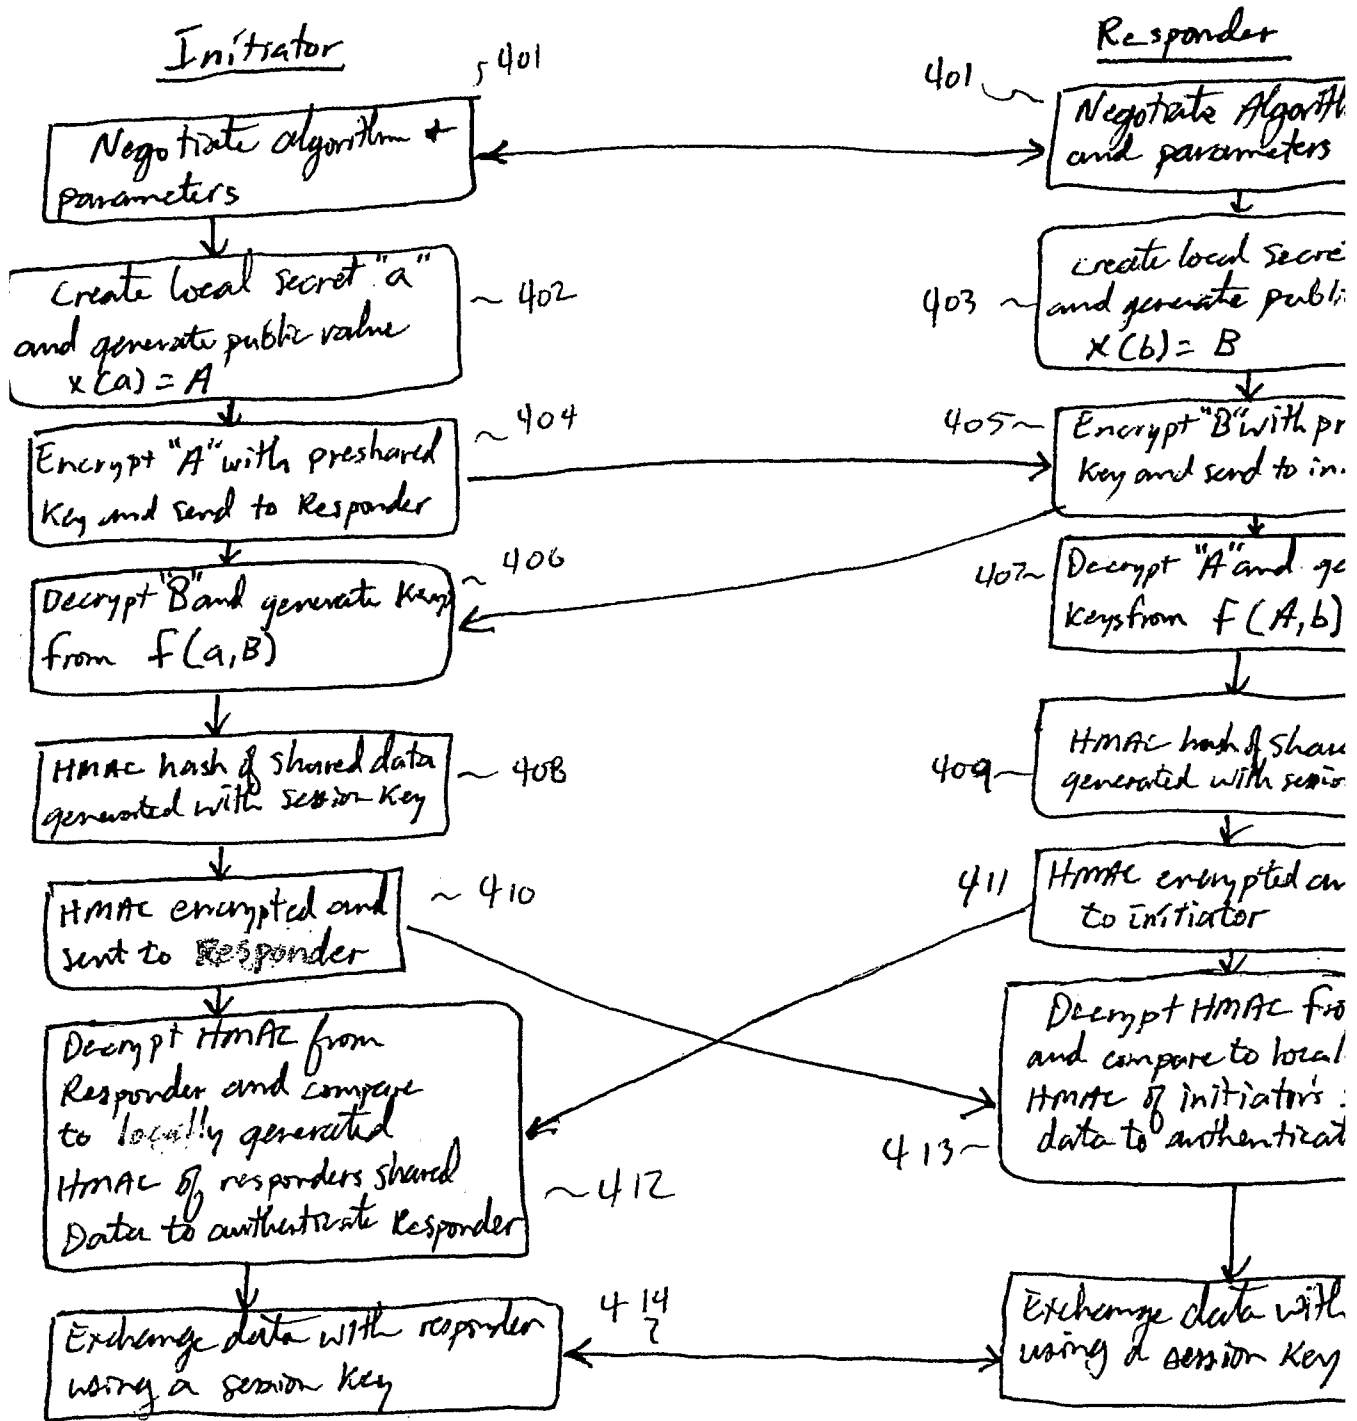 Initiator
401
Negotiate algorithm +
parameters
Create local secret "a"
and generate public value
x(a) = A
402
Encrypt "A" with preshared
Key and send to Responder
404
Decrypt "B" and generate Keys
from f(a,B)
406
HMAC hash of shared data
generated with session Key
408
HMAC encrypted and
sent to Responder
410
Decrypt HMAC from
Responder and compare
to locally generated
HMAC of responders shared
Data to authenticate Responder
412
Exchange data with responder
using a session Key
414
Responder
401
Negotiate Algorith
and parameters
create local secre
and generate publi
x(b) = B
403
Encrypt "B" with pr
Key and send to in
405
Decrypt "A" and ge
Keys from f(A,b)
407
HMAC hash of shar
generated with sessio
409
HMAC encrypted an
to initiator
411
Decrypt HMAC fro
and compare to local
HMAC of initiator's
data to authenticat
413
Exchange data with
using a session Key